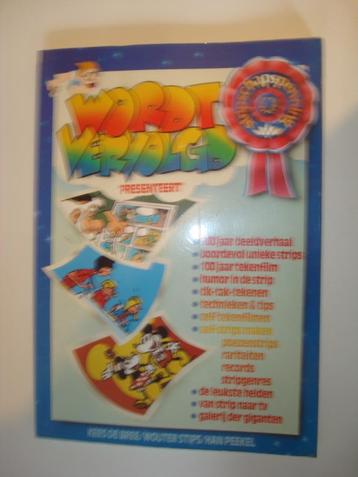 WORDT
VERVOLGD
PRESENTEERT:
• 100 jaar beeldverhaal
• boordevol unieke strips
• 100 jaar tekenfilm
• humor in de strip
• tik-tak-tekenen
• technieken & tips
• zelf tekenfilmen
• zelf strips maken
poezenstrips
rariteiten
records
stripgenres
• de leukste helden
• van strip naar tv
• galerij der giganten
KEES DE BREE WOUTER STIPS HAN PEEKEL